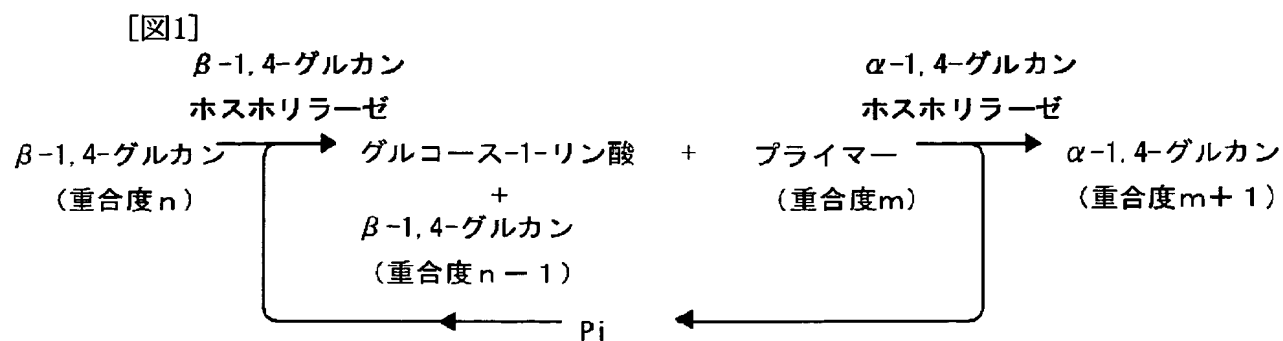 [図1]
β-1,4-グルカン
ホスホリラーゼ
α-1,4-グルカン
ホスホリラーゼ
β-1,4-グルカン
(重合度n)
グルコース-1-リン酸
+
β-1,4-グルカン
(重合度n-1)
+
プライマー
(重合度m)
α-1,4-グルカン
(重合度m+1)
Pi